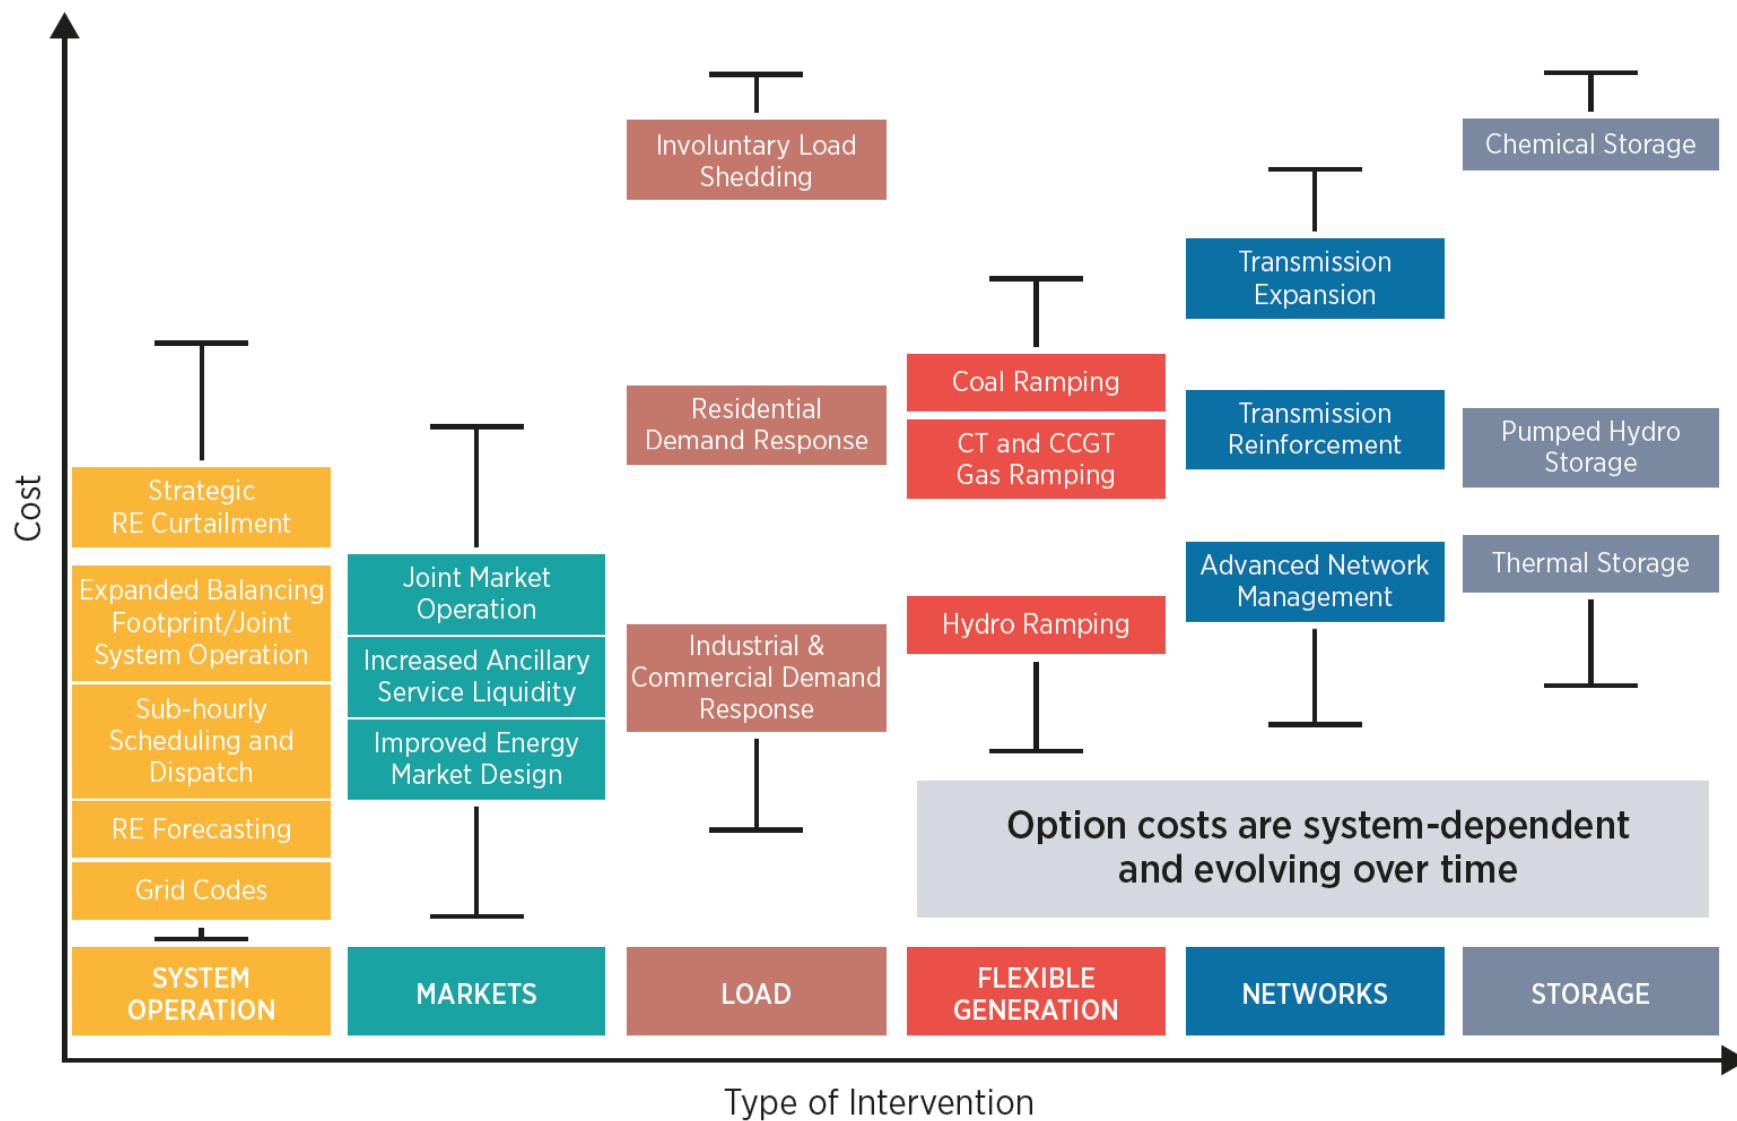 Cost
Strategic
RE Curtailment
Expanded Balancing
Footprint/Joint
System Operation
Sub-hourly
Scheduling and
Dispatch
RE Forecasting
Grid Codes
SYSTEM
OPERATION
Joint Market
Operation
Increased Ancillary
Service Liquidity
Improved Energy
Market Design
MARKETS
Involuntary Load
Shedding
Residential
Demand Response
Industrial &
Commercial Demand
Response
LOAD
Coal Ramping
CT and CCGT
Gas Ramping
Hydro Ramping
FLEXIBLE
GENERATION
Transmission
Expansion
Transmission
Reinforcement
Advanced Network
Management
NETWORKS
Chemical Storage
Pumped Hydro
Storage
Thermal Storage
STORAGE
Option costs are system-dependent
and evolving over time
Type of Intervention